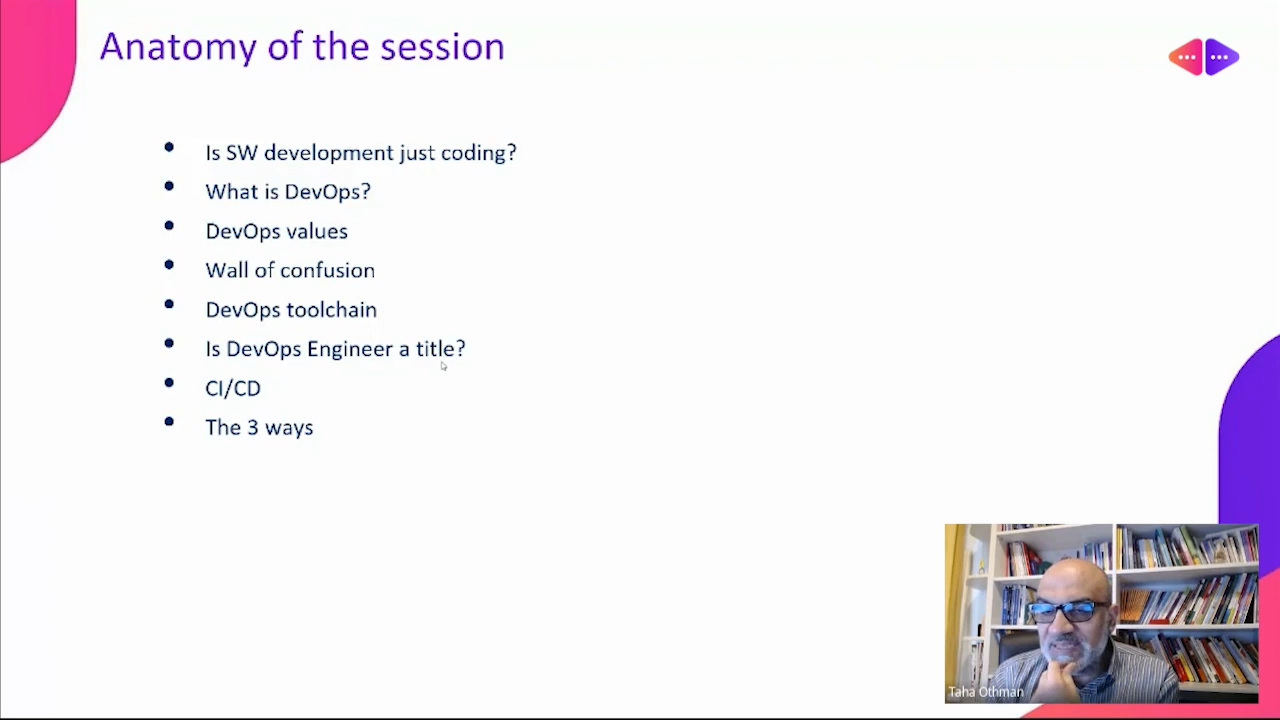 Anatomy of the session
Is SW development just coding?
What is DevOps?
DevOps values
Wall of confusion
DevOps toolchain
Is DevOps Engineer a title?
CI/CD
The 3 ways
Taha Othman